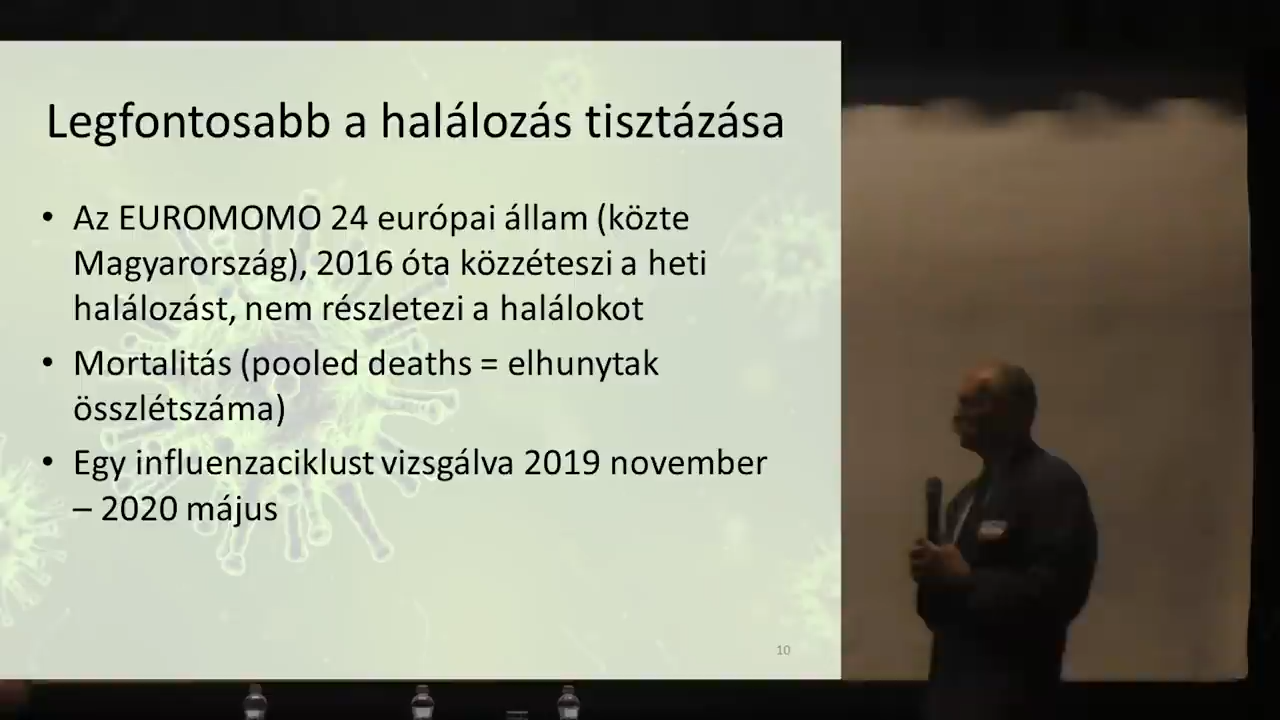 Legfontosabb a halálozás tisztázása
• Az EUROMOMO 24 európai állam (közte
Magyarország), 2016 óta közzéteszi a heti
halálozást, nem részletezi a halálokot
• Mortalitás (pooled deaths = elhunytak
összlétszáma)
• Egy influenzaciklust vizsgálva 2019 november
– 2020 május
10